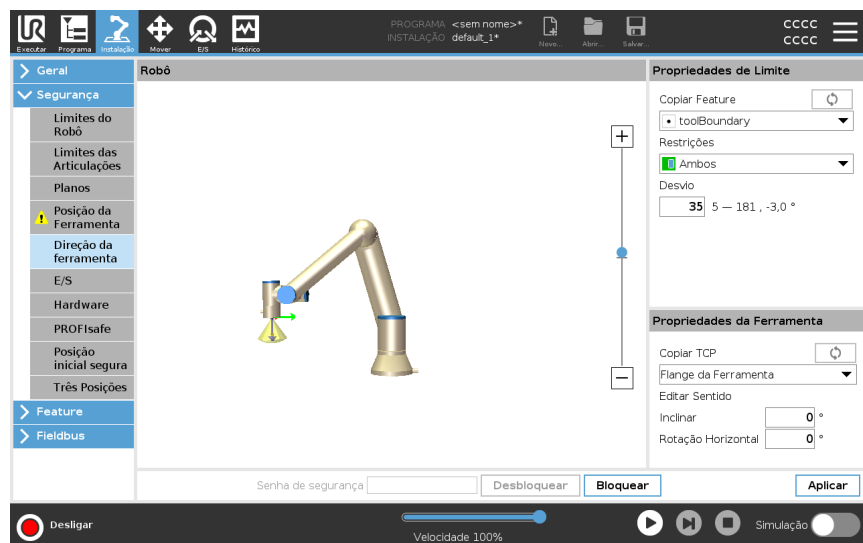 PROGRAMA <sem nome>*
INSTALAÇÃO default_1*
Executar
Programa
Instalação
Mover
E/S
Histórico
Novo...
Abrir...
Salvar...
CCCC
CCCC
Geral
Segurança
Limites do
Robô
Limites das
Articulações
Planos
Posição da
Ferramenta
Direção da
ferramenta
E/S
Hardware
PROFIsafe
Posição
inicial segura
Três Posições
Feature
Fieldbus
Robô
+
−
Propriedades de Limite
Copiar Feature
toolBoundary
Restrições
Ambos
Desvio
35 5 — 181 , -3,0 °
Propriedades da Ferramenta
Copiar TCP
Flange da Ferramenta
Editar Sentido
Inclinar 0 °
Rotação Horizontal 0 °
Senha de segurança
Desbloquear
Bloquear
Aplicar
Desligar
Velocidade 100%
Simulação